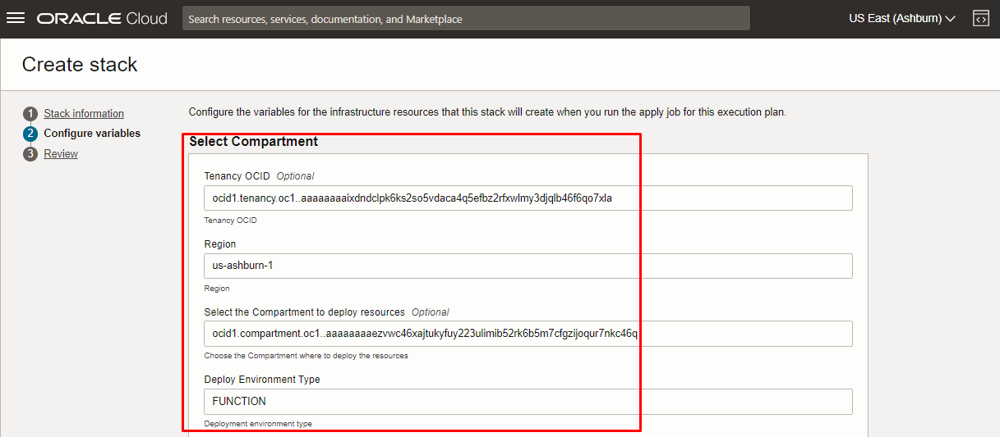 ORACLE Cloud
Search resources, services, documentation, and Marketplace
US East (Ashburn)
Create stack
1 Stack information
2 Configure variables
3 Review
Configure the variables for the infrastructure resources that this stack will create when you run the apply job for this execution plan.
Select Compartment
Tenancy OCID Optional
ocid1.tenancy.oc1..aaaaaaaaixdndclpk6ks2so5vdaca4q5efbz2rfxwlmy3djqlb46f6qo7xla
Tenancy OCID
Region
us-ashburn-1
Region
Select the Compartment to deploy resources Optional
ocid1.compartment.oc1..aaaaaaaaezvwc46xajtukyfuy223ulimib52rk6b5m7cfgzijoqur7nkc46q
Choose the Compartment where to deploy the resources
Deploy Environment Type
FUNCTION
Deployment environment type